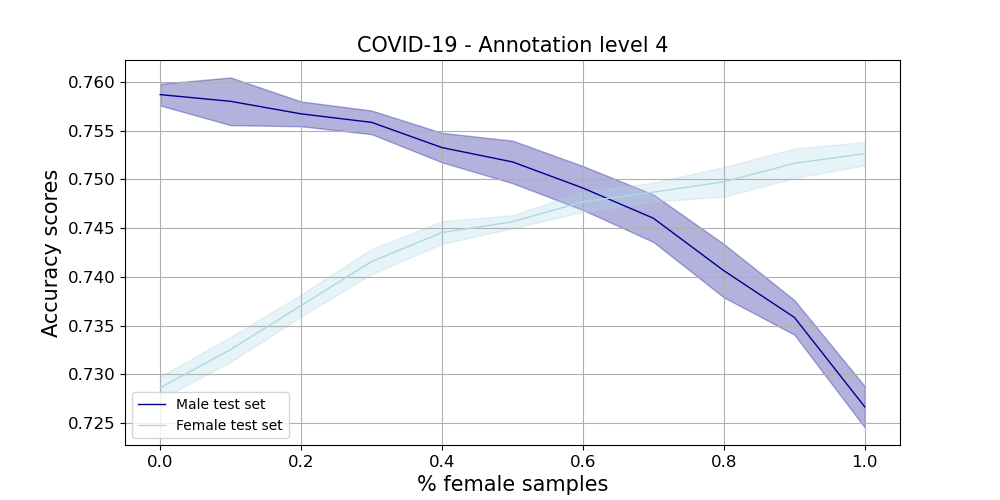 COVID-19 - Annotation level 4
Accuracy scores
0.760
0.755
0.750
0.745
0.740
0.735
0.730
0.725
Male test set
Female test set
0.0 0.2 0.4 0.6 0.8 1.0
% female samples